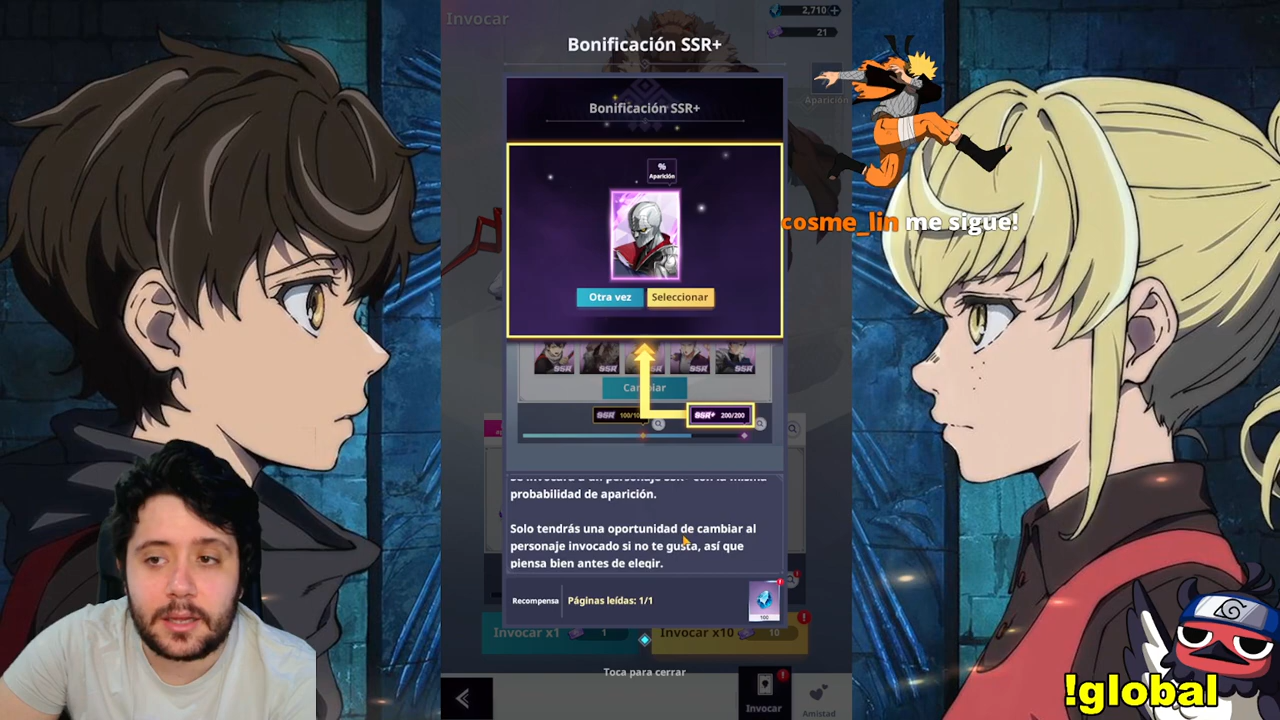 Invocar
2,710
21
Bonificación SSR+
Bonificación SSR+
%
Aparición
Aparición
cosme_lin me sigue!
Otra vez
Seleccionar
SSR
SSR
SSR
SSR
SSR
SSR+ 200/200
probabilidad de aparición.
Solo tendrás una oportunidad de cambiar al
personaje invocado si no te gusta, así que
piensa bien antes de elegir.
Recompensa
Páginas leídas: 1/1
100
Invocar x1
1
Invocar x10
10
Toca para cerrar
Invocar
Amistad
!global